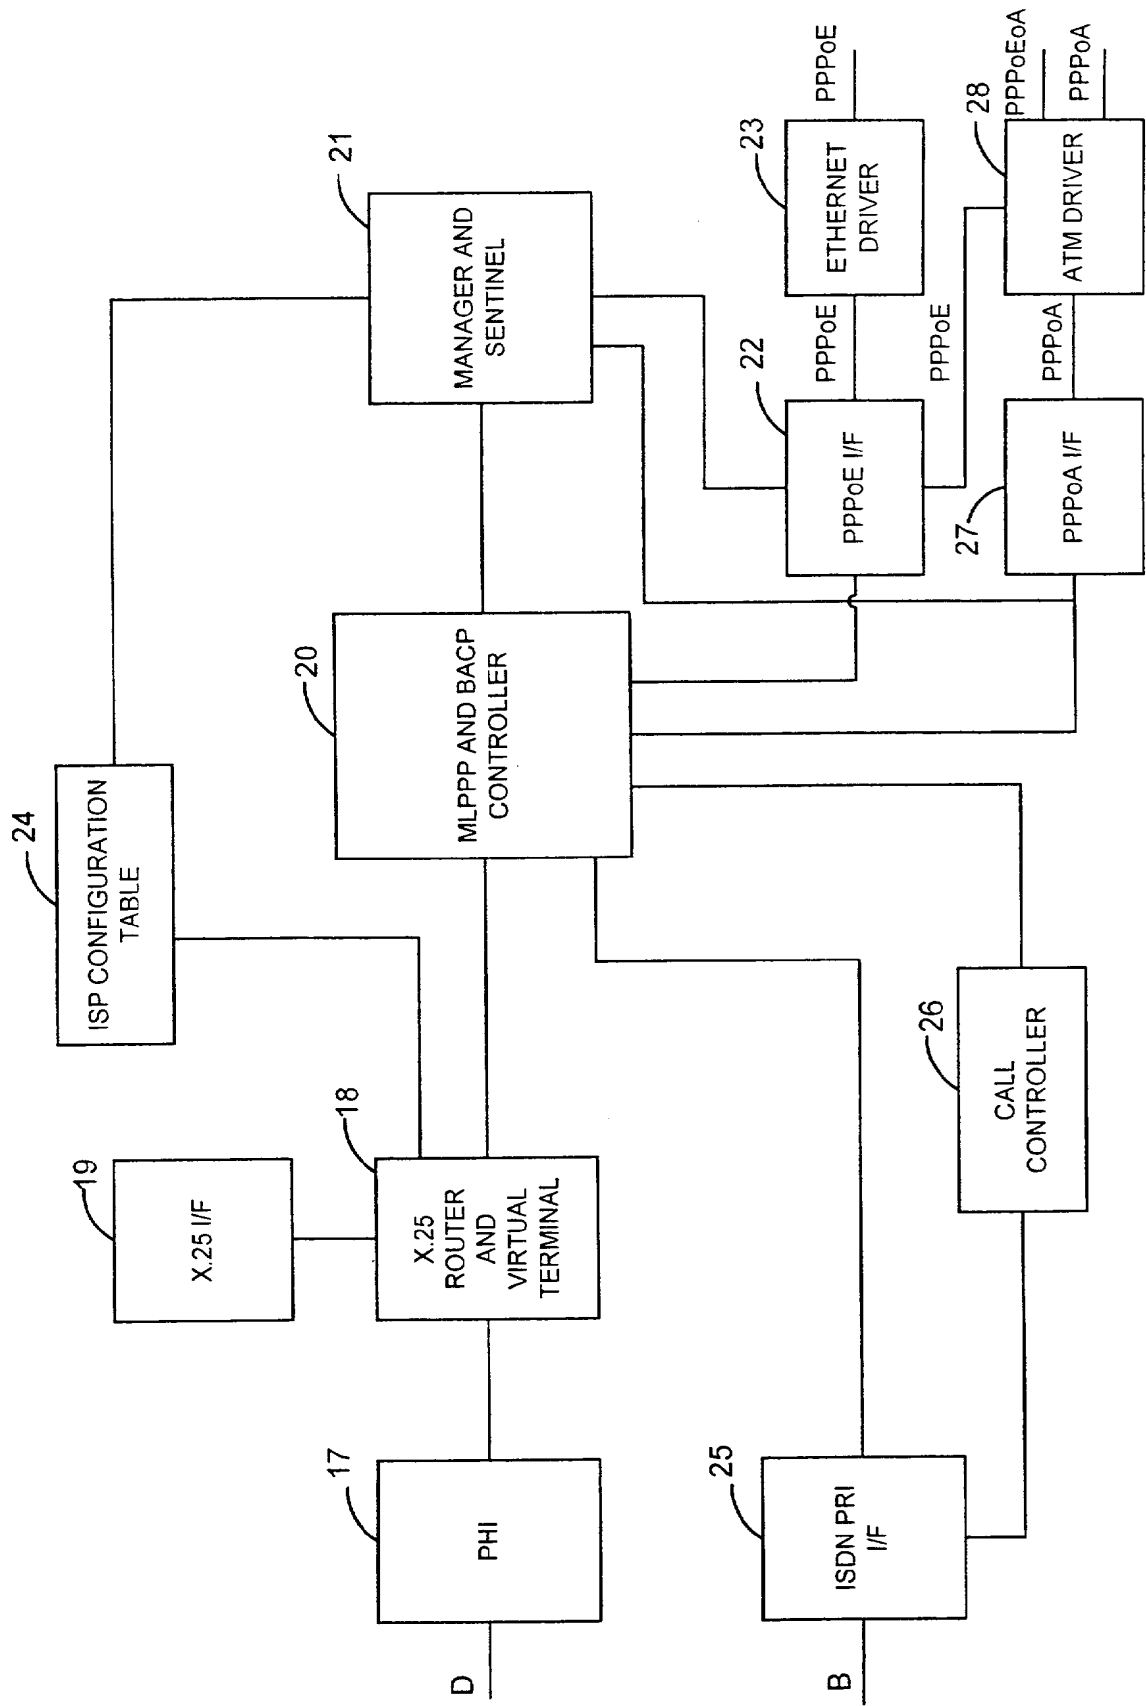 24
ISP CONFIGURATION
TABLE
19
X.25 I/F
21
MANAGER AND
SENTINEL
20
MLPPP AND BACP
CONTROLLER
18
X.25
ROUTER
AND
VIRTUAL
TERMINAL
17
PHI
D
22
PPPoE I/F
PPPoE
23
ETHERNET
DRIVER
PPPoE
PPPoE
25
ISDN PRI
I/F
B
26
CALL
CONTROLLER
27
PPPoA I/F
PPPoA
28
ATM DRIVER
PPPoEoA
PPPoA